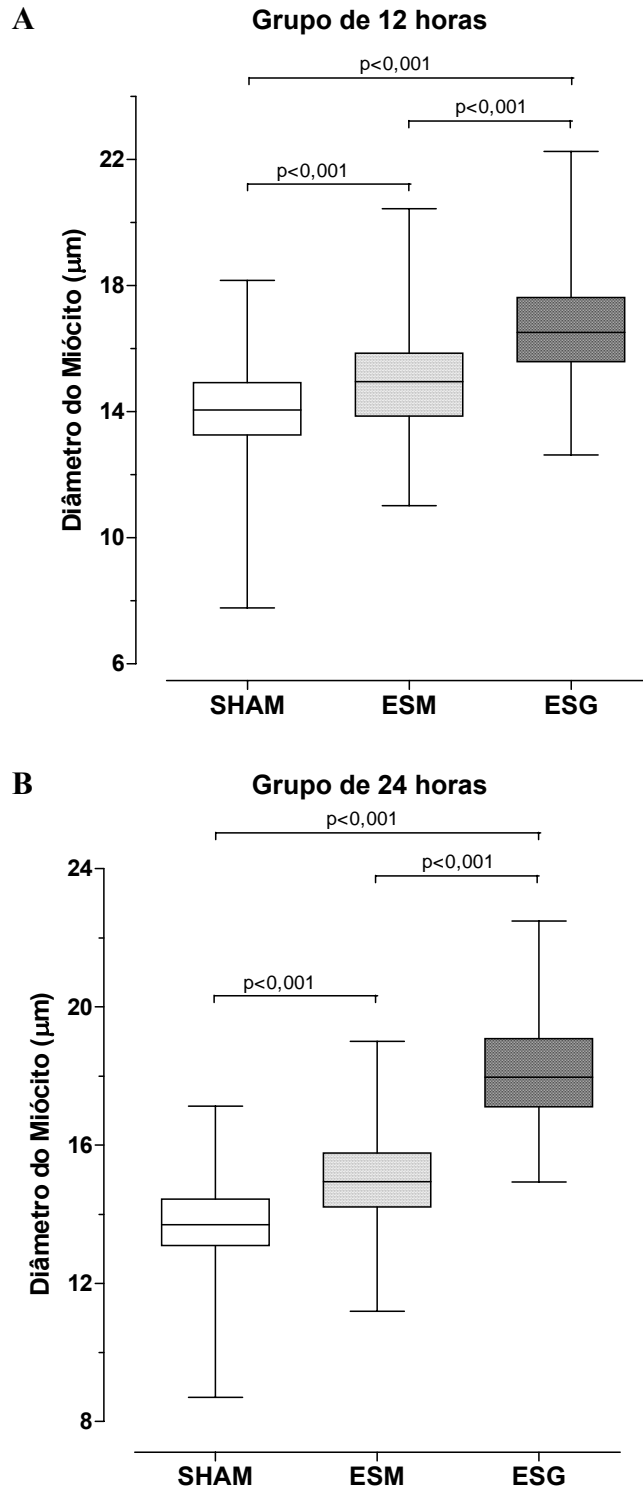 A
Grupo de 12 horas
p<0,001
p<0,001
p<0,001
22
18
14
10
6
Diâmetro do Miócito (μm)
SHAM
ESM
ESG
B
Grupo de 24 horas
p<0,001
p<0,001
p<0,001
24
20
16
12
8
Diâmetro do Miócito (μm)
SHAM
ESM
ESG